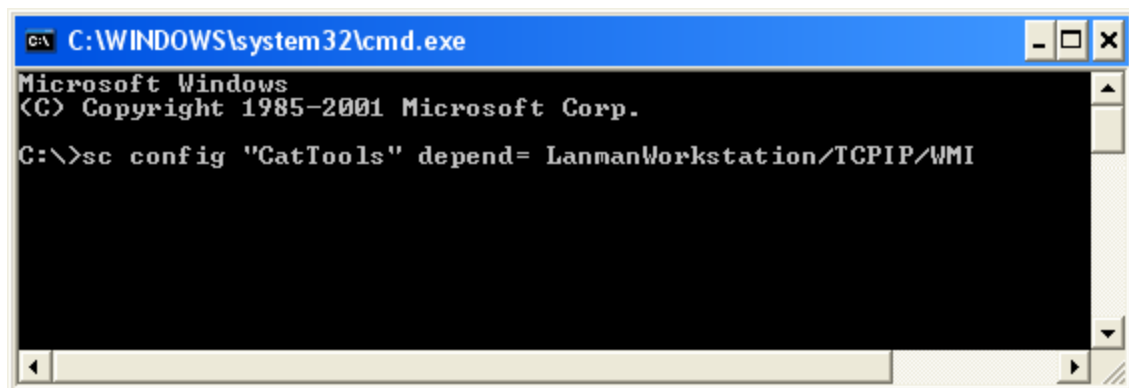 C:\WINDOWS\system32\cmd.exe
Microsoft Windows
(C) Copyright 1985-2001 Microsoft Corp.
C:\>sc config "CatTools" depend= LanmanWorkstation/TCPIP/WMI